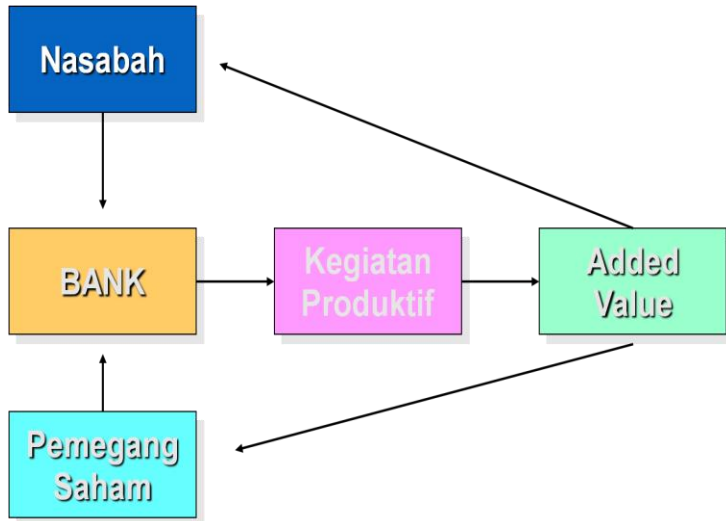 Nasabah
BANK
Kegiatan
Produktif
Added
Value
Pemegang
Saham